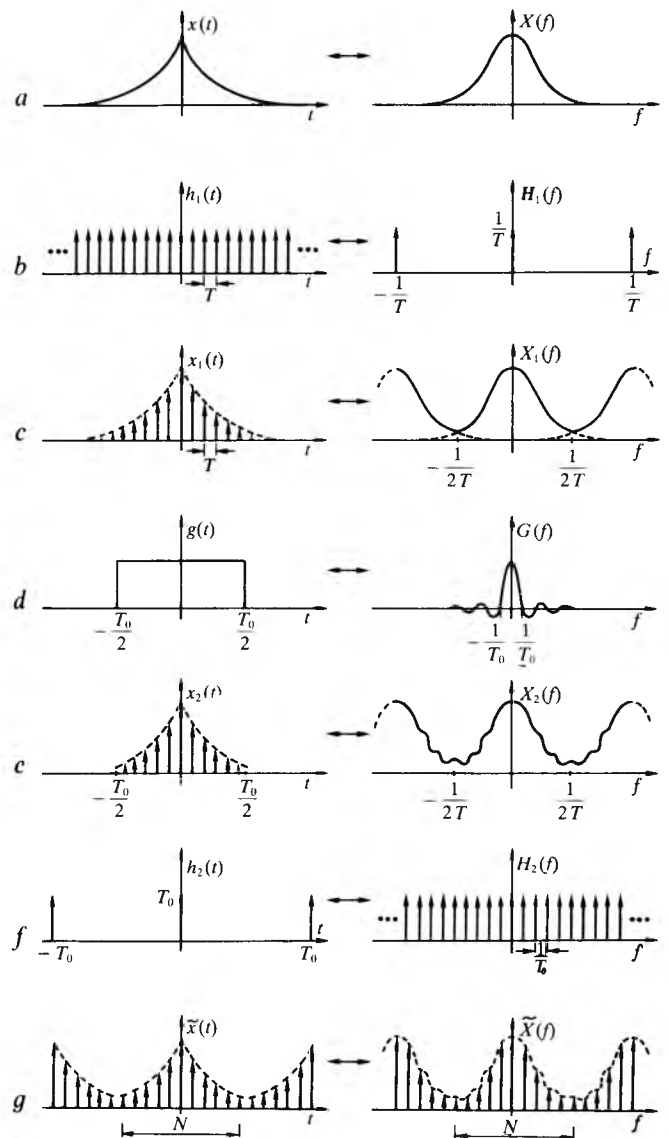 x(t) X(f)
a t f
h₁(t) H₁(f)
1/T
b ••• ••• T t -1/T 1/T f
x₁(t) X₁(f)
c T t -1/2T 1/2T f
g(t) G(f)
d -T₀/2 T₀/2 t -1/T₀ 1/T₀ f
x₂(t) X₂(f)
c -T₀/2 T₀/2 t -1/2T 1/2T f
h₂(t) H₂(f)
T₀
f -T₀ T₀ t ••• ••• 1/T₀ f
x̃(t) X̃(f)
g t f
N N